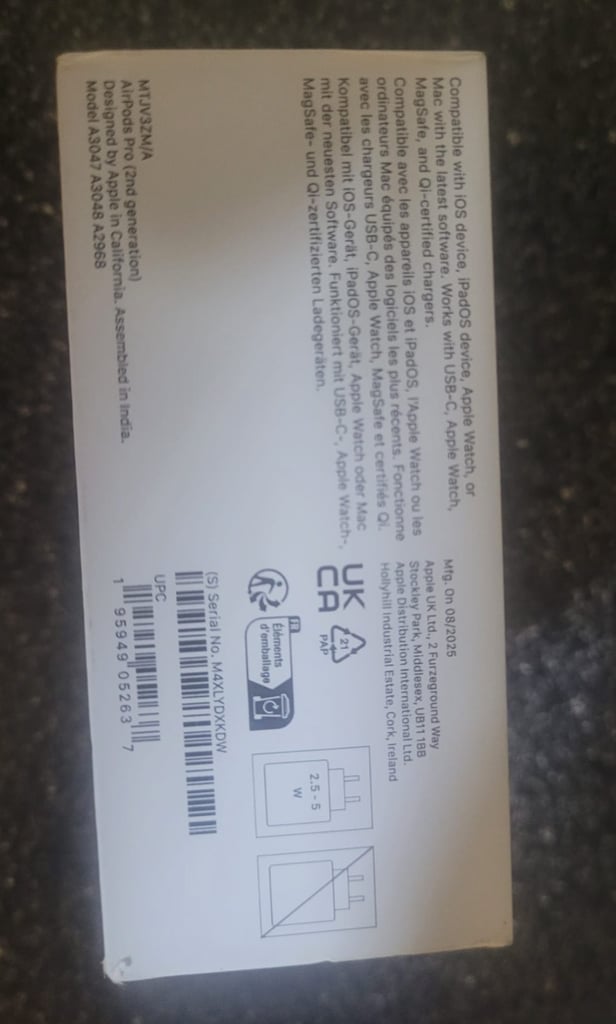 Compatible with iOS device, iPadOS device, Apple Watch, or
Mac with the latest software. Works with USB-C, Apple Watch,
MagSafe, and Qi-certified chargers.
Compatible avec les appareils iOS et iPadOS, l'Apple Watch ou les
ordinateurs Mac équipés des logiciels les plus récents. Fonctionne
avec les chargeurs USB-C, Apple Watch, MagSafe et certifiés Qi.
Kompatibel mit iOS-Gerät, iPadOS-Gerät, Apple Watch oder Mac
mit der neuesten Software. Funktioniert mit USB-C-, Apple Watch-,
MagSafe- und Qi-zertifizierten Ladegeräten.
MTJV3ZM/A
AirPods Pro (2nd generation)
Designed by Apple in California. Assembled in India.
Model A3047 A3048 A2968
Mfg. On 08/2025
Apple UK Ltd., 2 Furzeground Way
Stockley Park, Middlesex, UB11 1BB
Apple Distribution International Ltd.
Hollyhill Industrial Estate, Cork, Ireland
UK
CA
21
PAP
FR
Éléments
d'emballage
(S) Serial No. M4XLYDXKDW
UPC
1 95949 05263 7
2.5 - 5
W